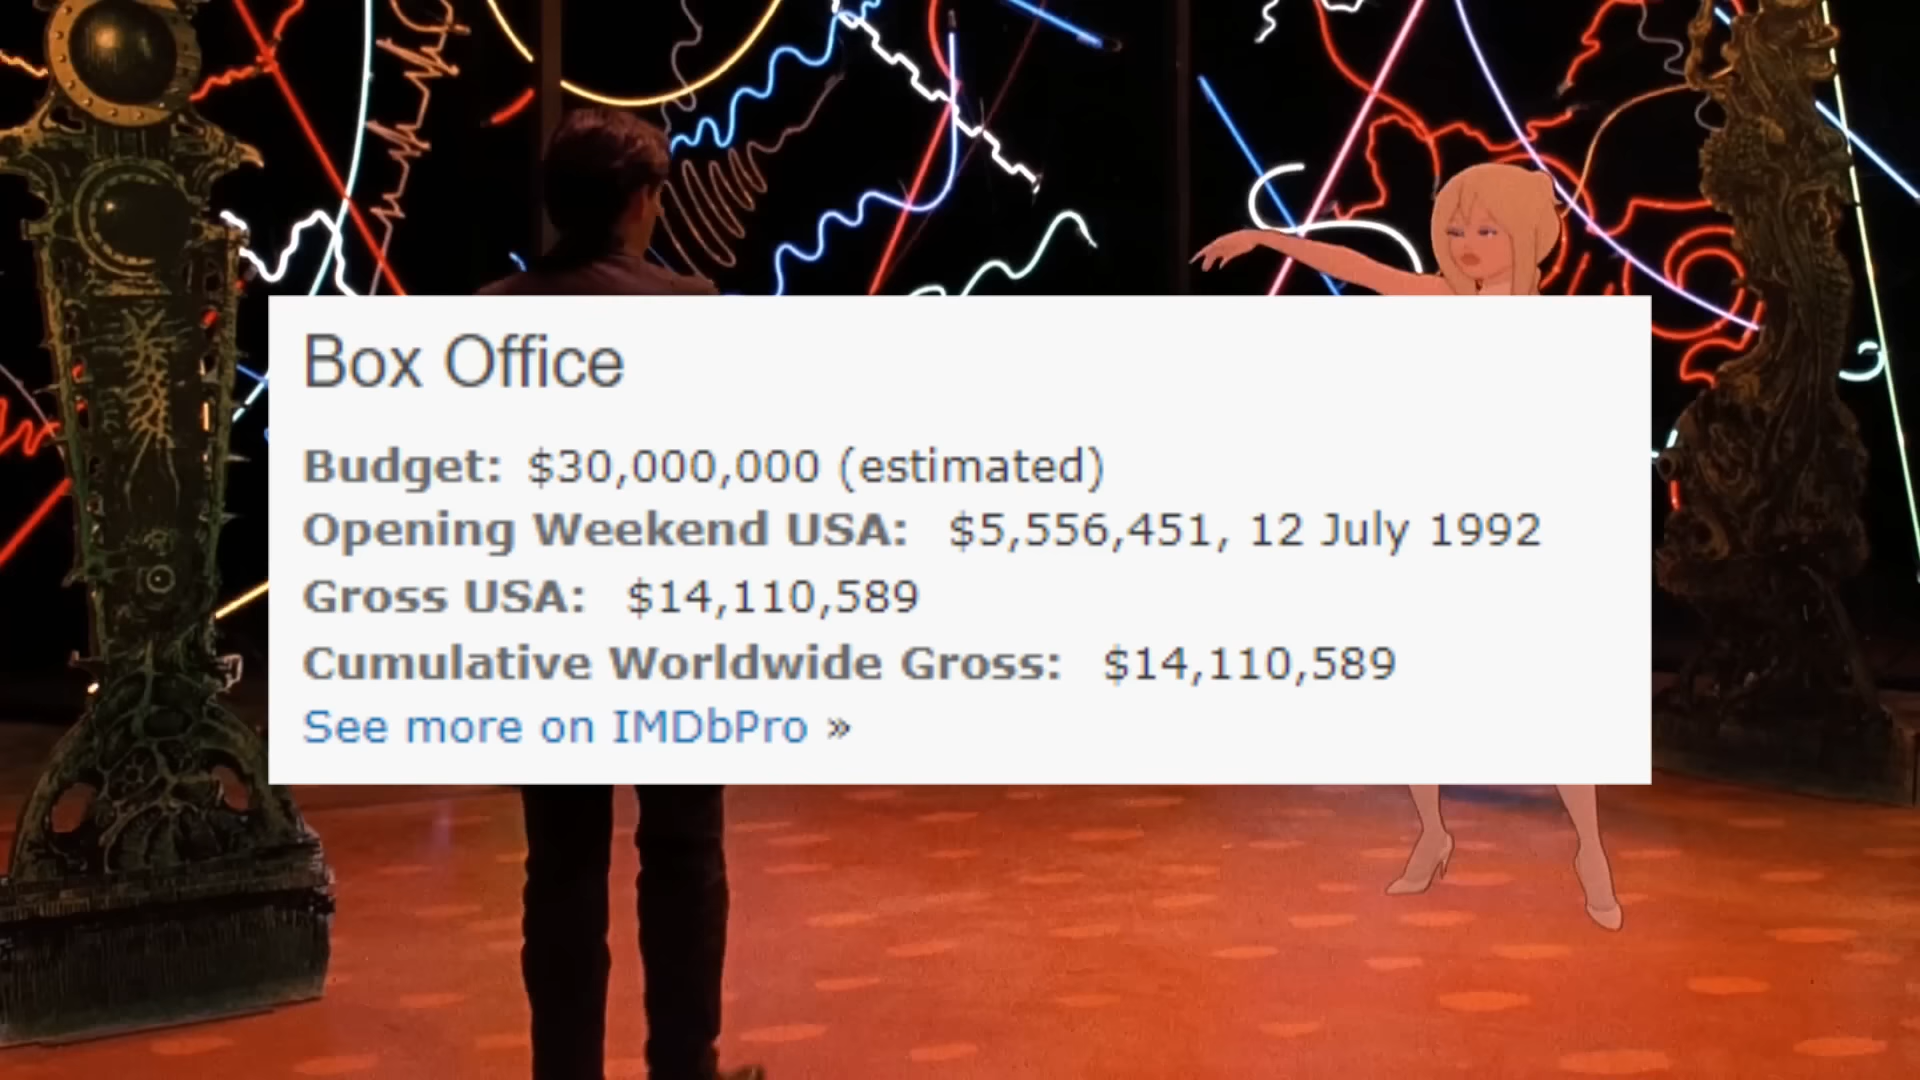 Box Office
Budget: $30,000,000 (estimated)
Opening Weekend USA: $5,556,451, 12 July 1992
Gross USA: $14,110,589
Cumulative Worldwide Gross: $14,110,589
See more on IMDbPro »